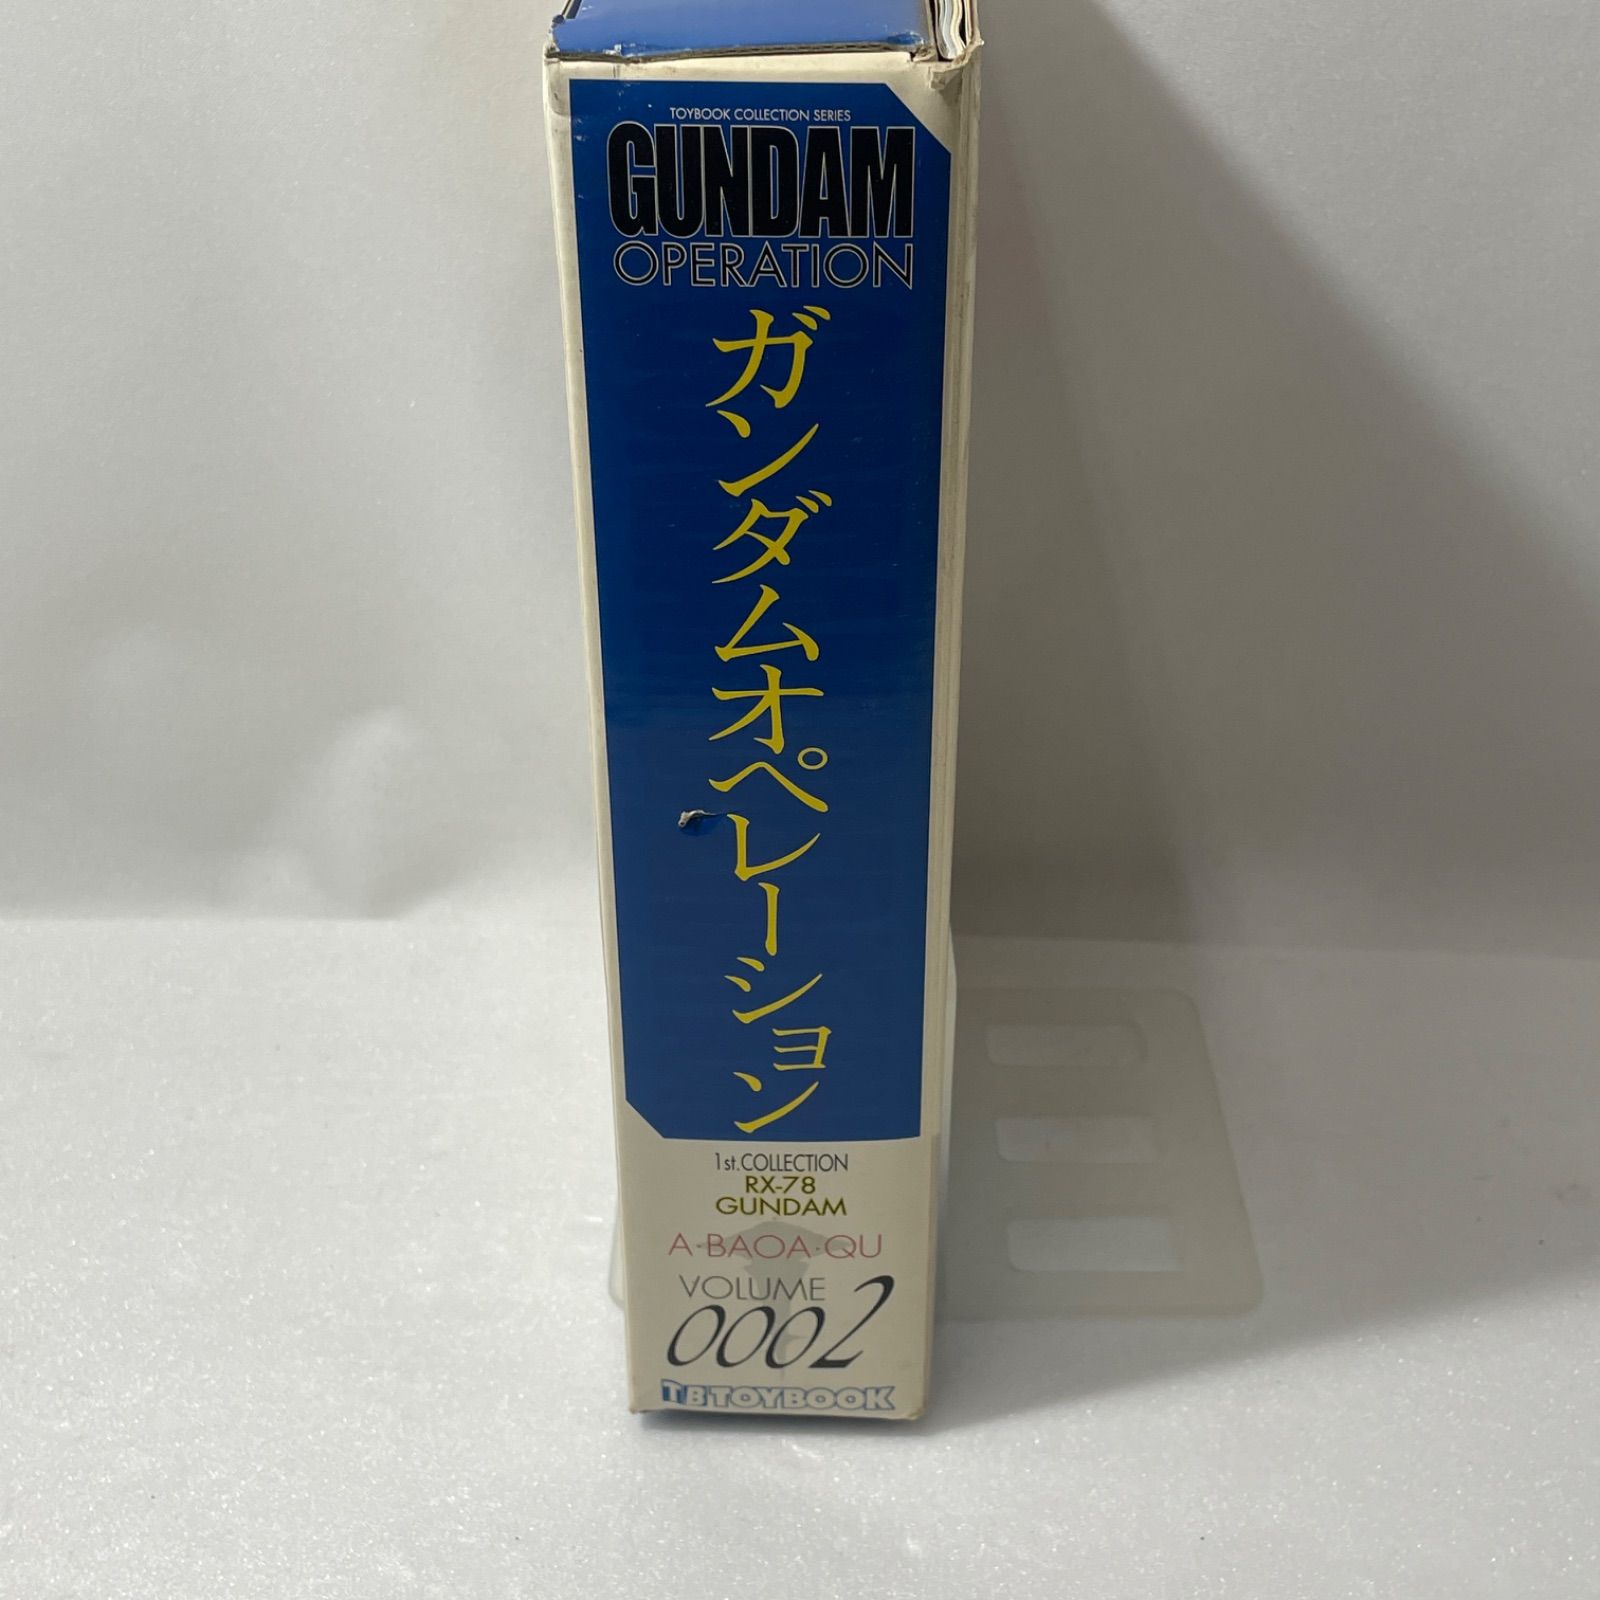 TOYBOOK COLLECTION SERIES
GUNDAM
OPERATION
ガンダムオペレーション
1st.COLLECTION
RX-78
GUNDAM
A·BAOA·QU
VOLUME
0002
TB TOYBOOK